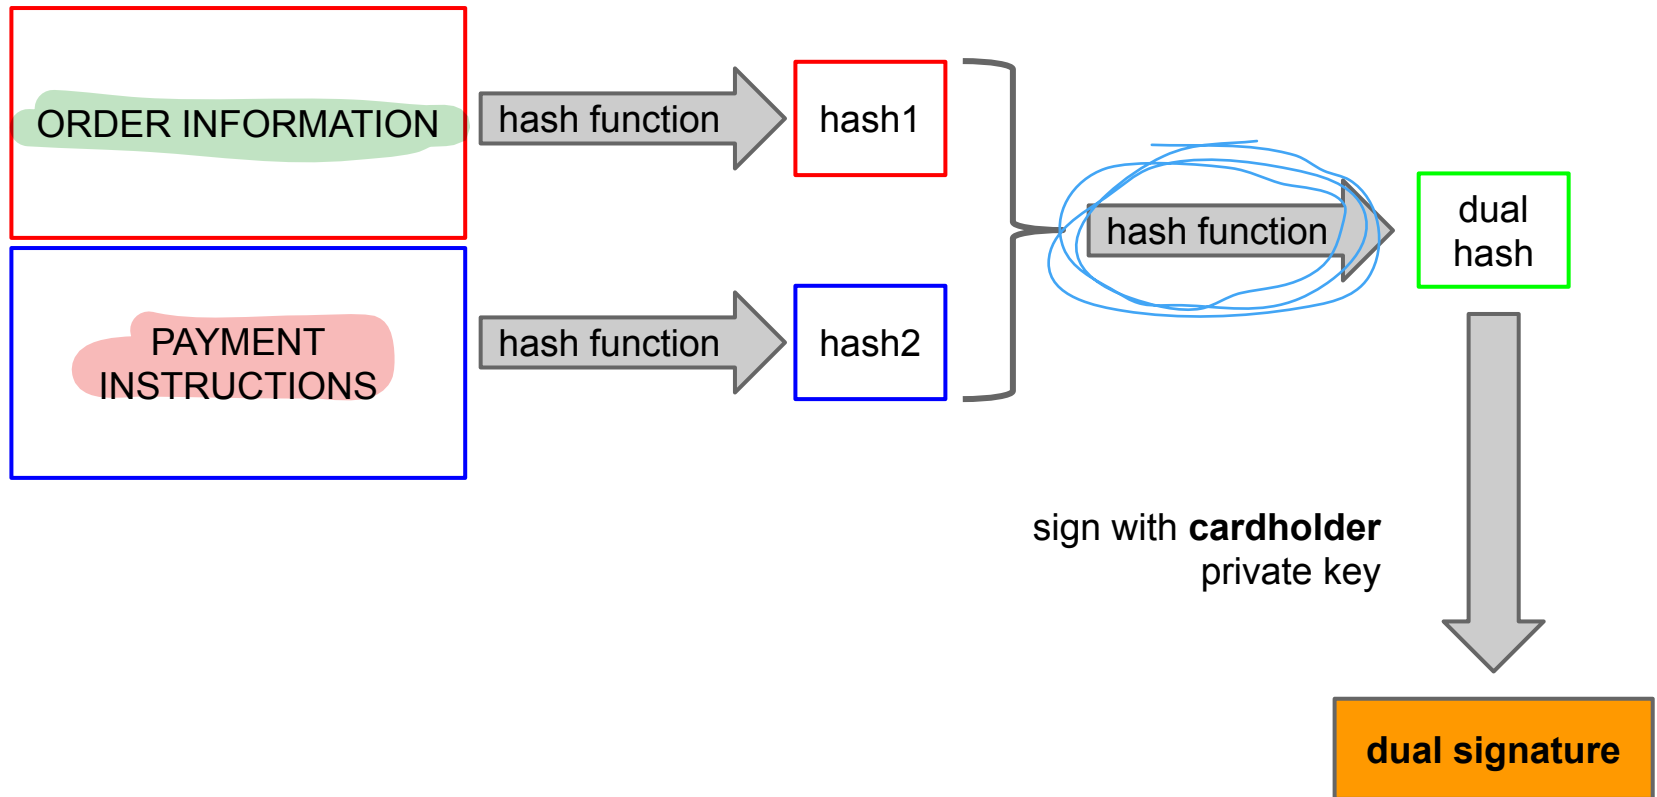 ORDER INFORMATION
hash function
hash1
hash function
dual
hash
PAYMENT
INSTRUCTIONS
hash function
hash2
sign with cardholder
private key
dual signature